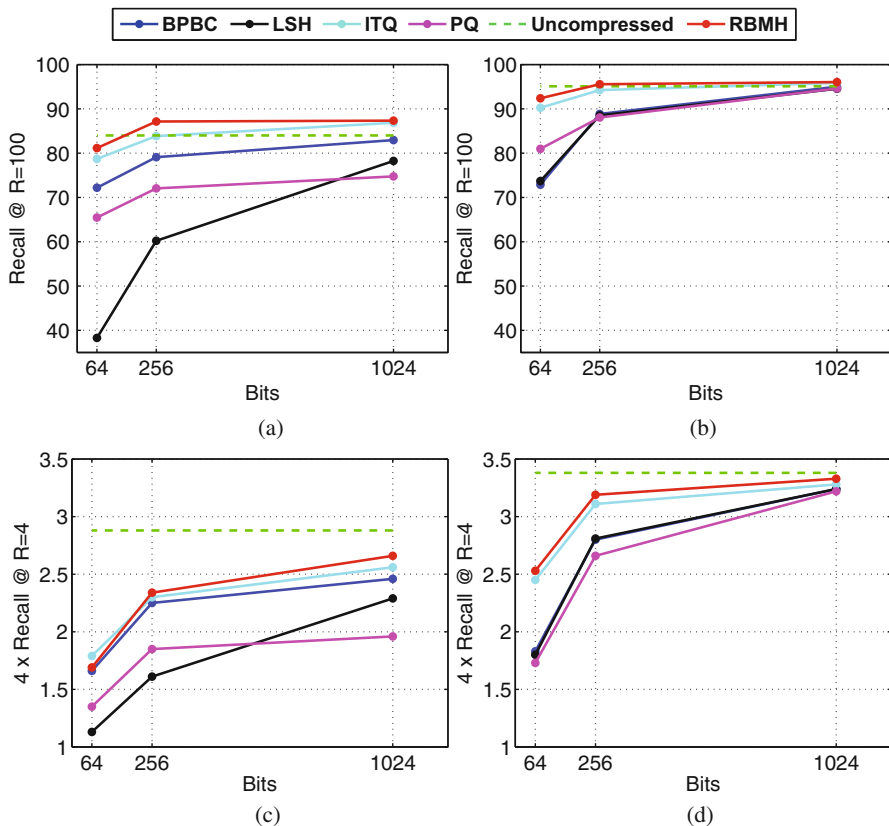 BPBC LSH ITQ PQ Uncompressed RBMH
100
90
80
70
60
50
40
Recall @ R=100
64 256 1024
Bits
(a)
100
90
80
70
60
50
40
Recall @ R=100
64 256 1024
Bits
(b)
3.5
3
2.5
2
1.5
1
4 x Recall @ R=4
64 256 1024
Bits
(c)
3.5
3
2.5
2
1.5
1
4 x Recall @ R=4
64 256 1024
Bits
(d)